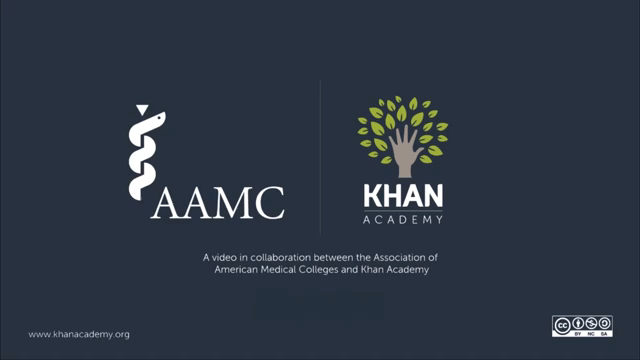 AAMC
KHAN
ACADEMY
A video in collaboration between the Association of
American Medical Colleges and Khan Academy
www.khanacademy.org
cc
BY NC SA